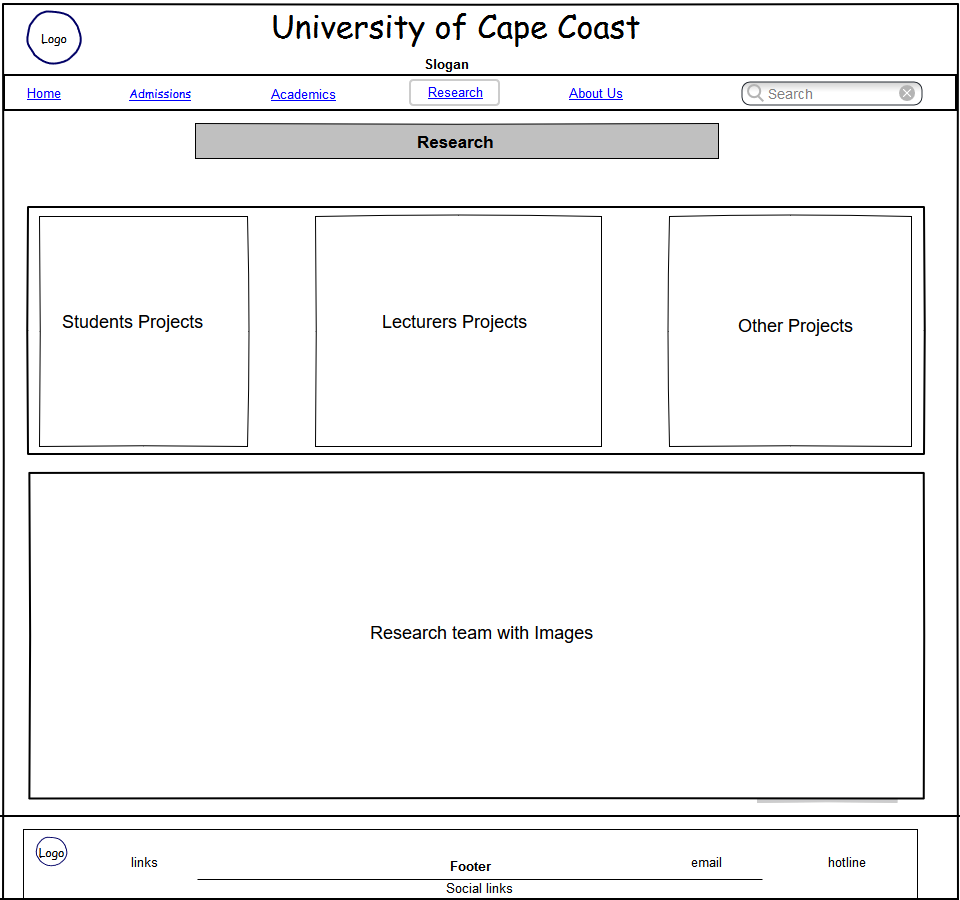 Logo
University of Cape Coast
Slogan
Home Admissions Academics Research About Us Search
Research
Students Projects Lecturers Projects Other Projects
Research team with Images
Logo links Footer email hotline
Social links